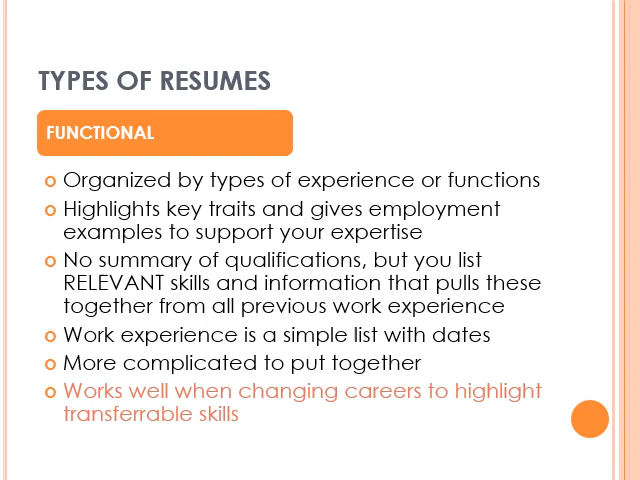 TYPES OF RESUMES
FUNCTIONAL
o Organized by types of experience or functions
o Highlights key traits and gives employment
examples to support your expertise
o No summary of qualifications, but you list
RELEVANT skills and information that pulls these
together from all previous work experience
o Work experience is a simple list with dates
o More complicated to put together
o Works well when changing careers to highlight
transferrable skills